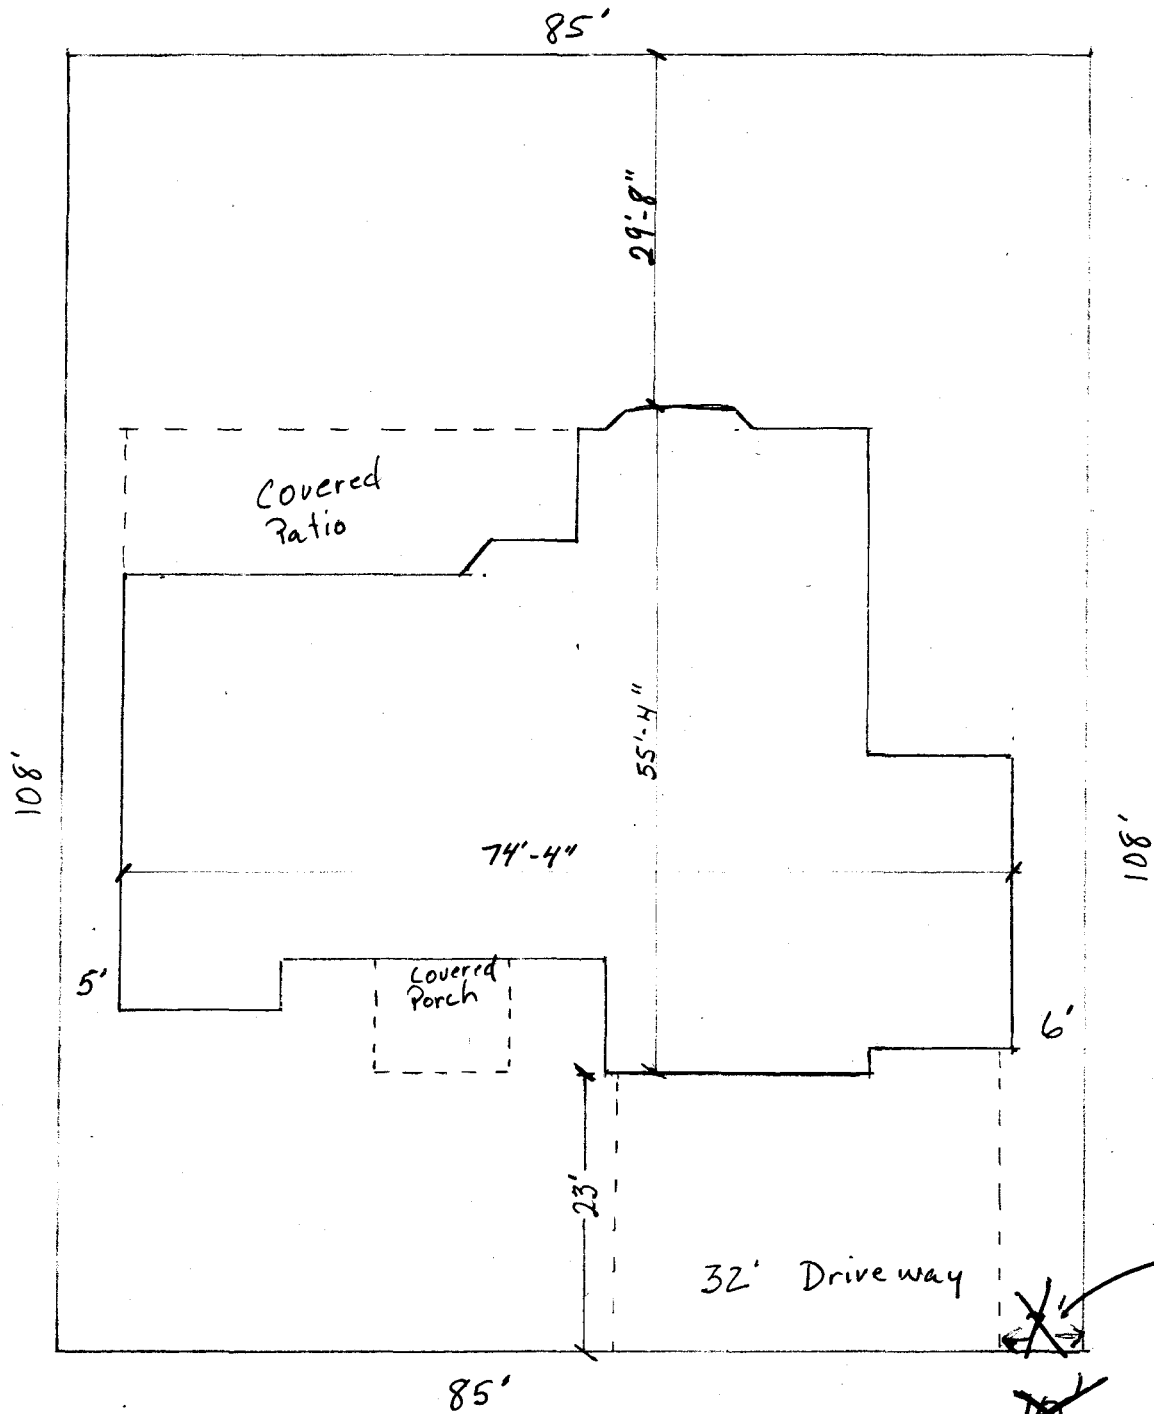 85'
29'-8"
Covered
Patio
55'-4"
108'
74'-4"
108'
5'
Covered
Porch
6'
23'
32' Driveway
85'